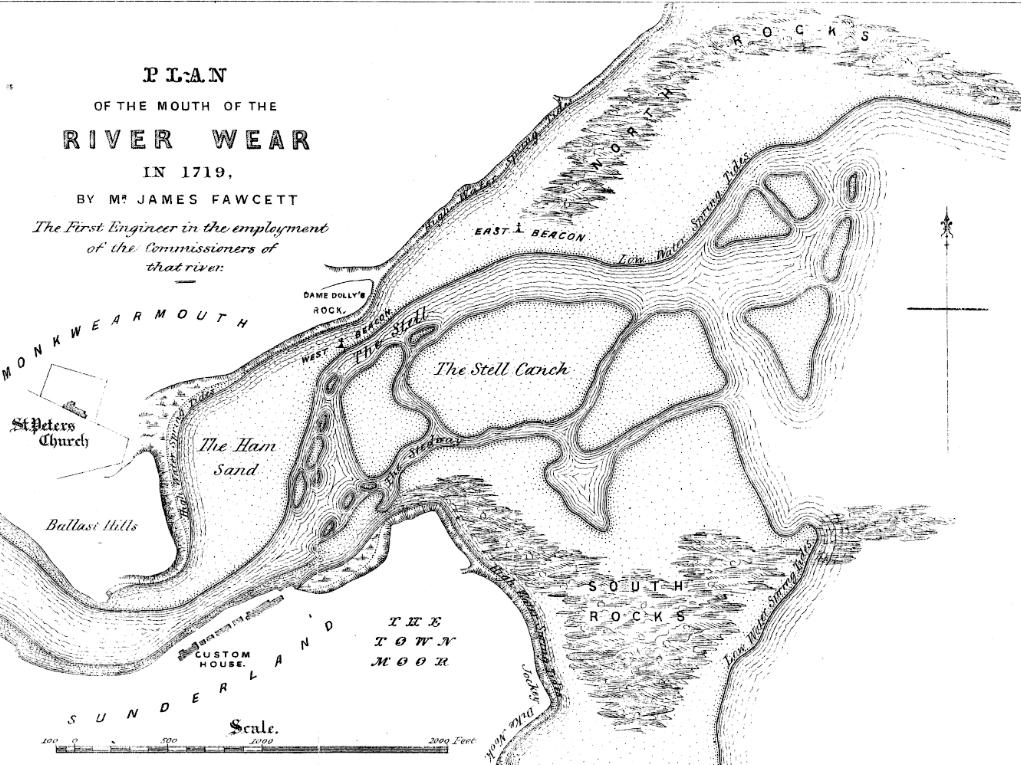 PLAN
OF THE MOUTH OF THE
RIVER WEAR
IN 1719,
BY Mr JAMES FAWCETT
The First Engineer in the employment
of the Commissioners of
that river.
NORTH ROCKS
High Water Spring Tides
EAST BEACON
Low Water Spring Tides
DAME DOLLY'S
ROCK.
WEST BEACON
The Stell
MONKWEARMOUTH
The Stell Canch
St. Peters
Church
High Water Spring Tides
The Ham
Sand
The Stedway
Ballast Hills
SOUTH
ROCKS
High Water Spring Tides
Low Water Spring Tides
CUSTOM
HOUSE.
THE
TOWN
MOOR
SUNDERLAND
Jockey
Dike Nook
Scale.
100 0 500 1000 2000 Feet